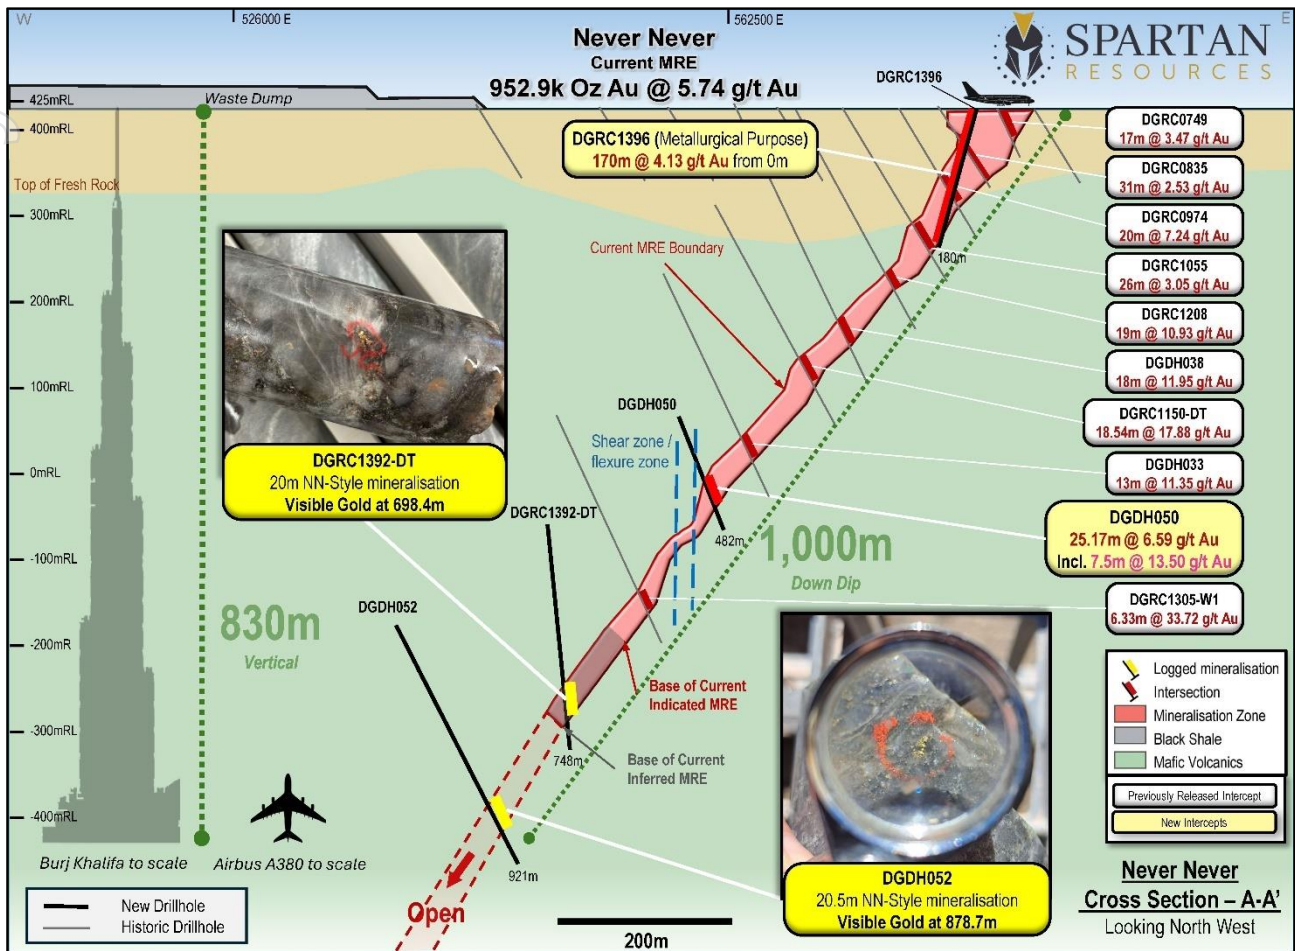 W
526000 E
562500 E
E
Never Never
Current MRE
952.9k Oz Au @ 5.74 g/t Au
SPARTAN
RESOURCES
DGRC1396
425mRL
Waste Dump
400mRL
Top of Fresh Rock
300mRL
200mRL
100mRL
0mRL
-100mRL
-200mRL
-300mRL
-400mRL
DGRC1396 (Metallurgical Purpose)
170m @ 4.13 g/t Au from 0m
DGRC0749
17m @ 3.47 g/t Au
DGRC0835
31m @ 2.53 g/t Au
DGRC0974
20m @ 7.24 g/t Au
DGRC1055
26m @ 3.05 g/t Au
DGRC1208
19m @ 10.93 g/t Au
DGDH038
18m @ 11.95 g/t Au
DGRC1150-DT
18.54m @ 17.88 g/t Au
DGDH033
13m @ 11.35 g/t Au
DGDH050
25.17m @ 6.59 g/t Au
Incl. 7.5m @ 13.50 g/t Au
DGRC1305-W1
6.33m @ 33.72 g/t Au
Current MRE Boundary
180m
DGDH050
Shear zone /
flexure zone
482m
DGRC1392-DT
20m NN-Style mineralisation
Visible Gold at 698.4m
DGRC1392-DT
DGDH052
830m
Vertical
1,000m
Down Dip
Base of Current
Indicated MRE
Base of Current
Inferred MRE
748m
921m
Open
DGDH052
20.5m NN-Style mineralisation
Visible Gold at 878.7m
Logged mineralisation
Intersection
Mineralisation Zone
Black Shale
Mafic Volcanics
Previously Released Intercept
New Intercepts
Burj Khalifa to scale
Airbus A380 to scale
New Drillhole
Historic Drillhole
200m
Never Never
Cross Section – A-A’
Looking North West